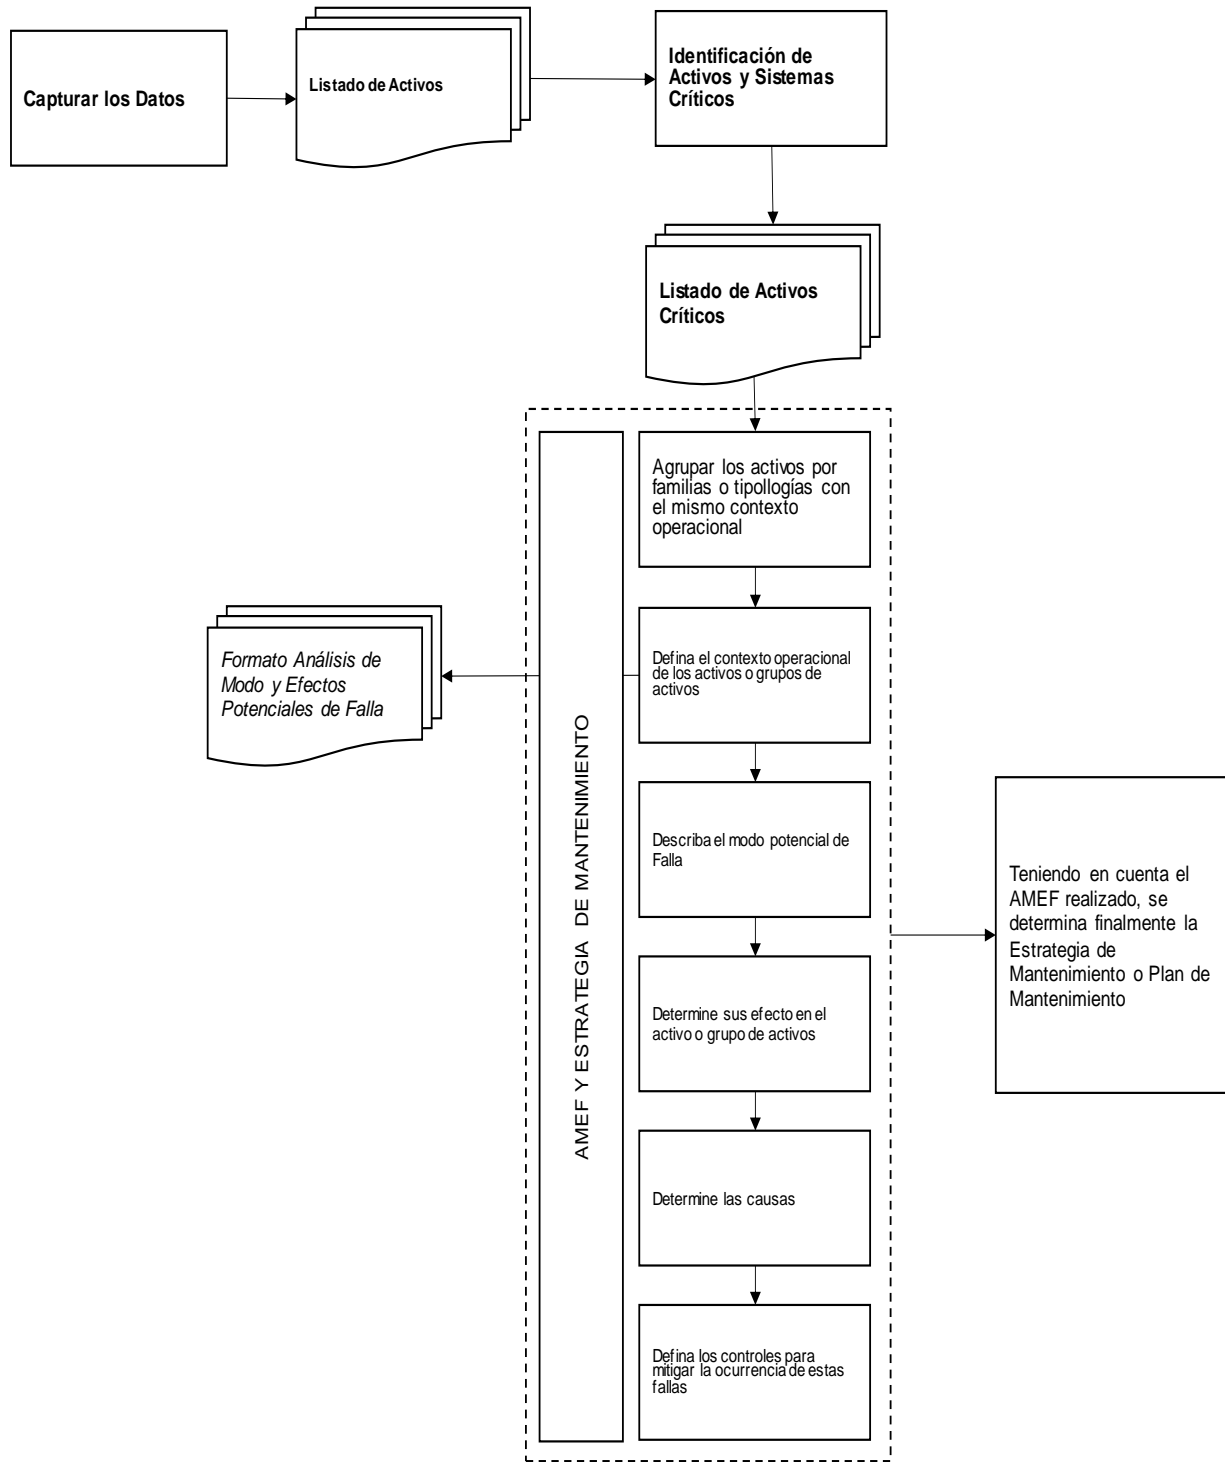 Capturar los Datos
Listado de Activos
Identificación de
Activos y Sistemas
Críticos
Listado de Activos
Críticos
Agrupar los activos por
familias o tipollogías con
el mismo contexto
operacional
Formato Análisis de
Modo y Efectos
Potenciales de Falla
AMEF Y ESTRATEGIA DE MANTENIMIENTO
Defina el contexto operacional
de los activos o grupos de
activos
Describa el modo potencial de
Falla
Teniendo en cuenta el
AMEF realizado, se
determina finalmente la
Estrategia de
Mantenimiento o Plan de
Mantenimiento
Determine sus efecto en el
activo o grupo de activos
Determine las causas
Defina los controles para
mitigar la ocurrencia de estas
fallas